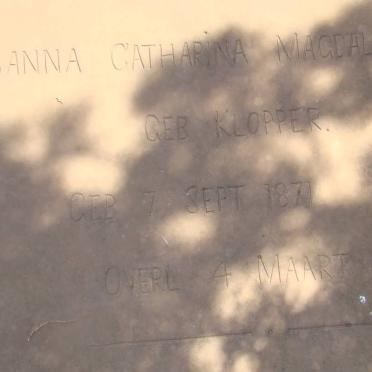 ANNA CATHARINA MAGDAL
GEB KLOPPER.
GEB 7 SEPT 1871
OVERL 4 MAART